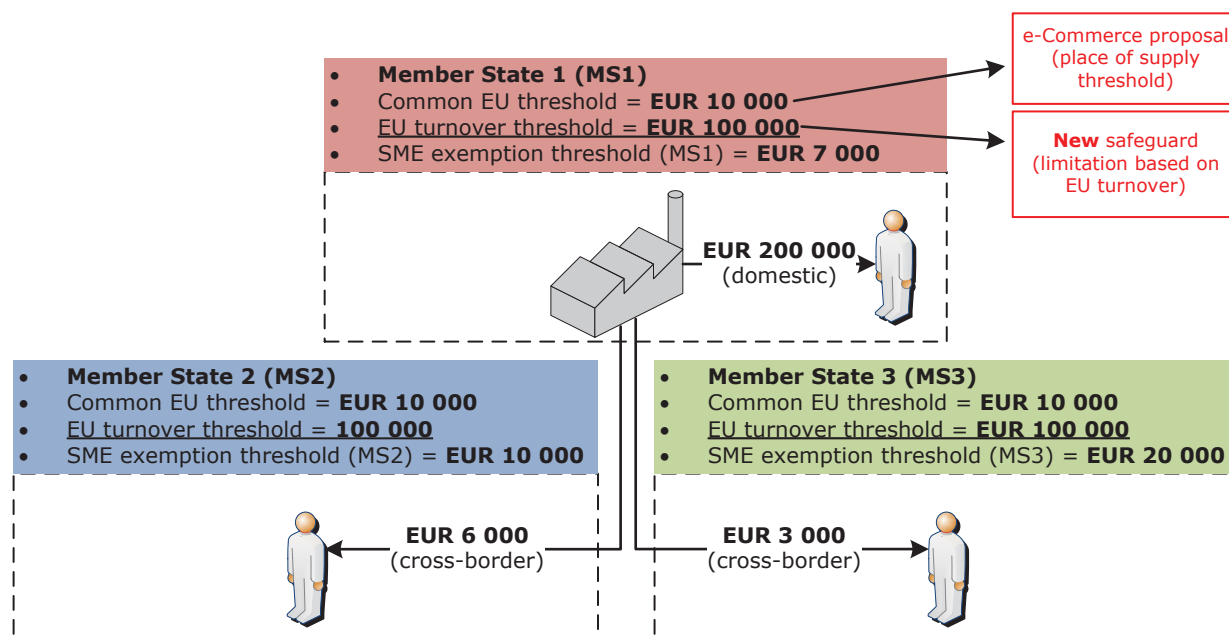 e-Commerce proposal
(place of supply
threshold)
• Member State 1 (MS1)
• Common EU threshold = EUR 10 000
• EU turnover threshold = EUR 100 000
• SME exemption threshold (MS1) = EUR 7 000
New safeguard
(limitation based on
EU turnover)
EUR 200 000
(domestic)
• Member State 2 (MS2)
• Common EU threshold = EUR 10 000
• EU turnover threshold = 100 000
• SME exemption threshold (MS2) = EUR 10 000
• Member State 3 (MS3)
• Common EU threshold = EUR 10 000
• EU turnover threshold = EUR 100 000
• SME exemption threshold (MS3) = EUR 20 000
EUR 6 000
(cross-border)
EUR 3 000
(cross-border)